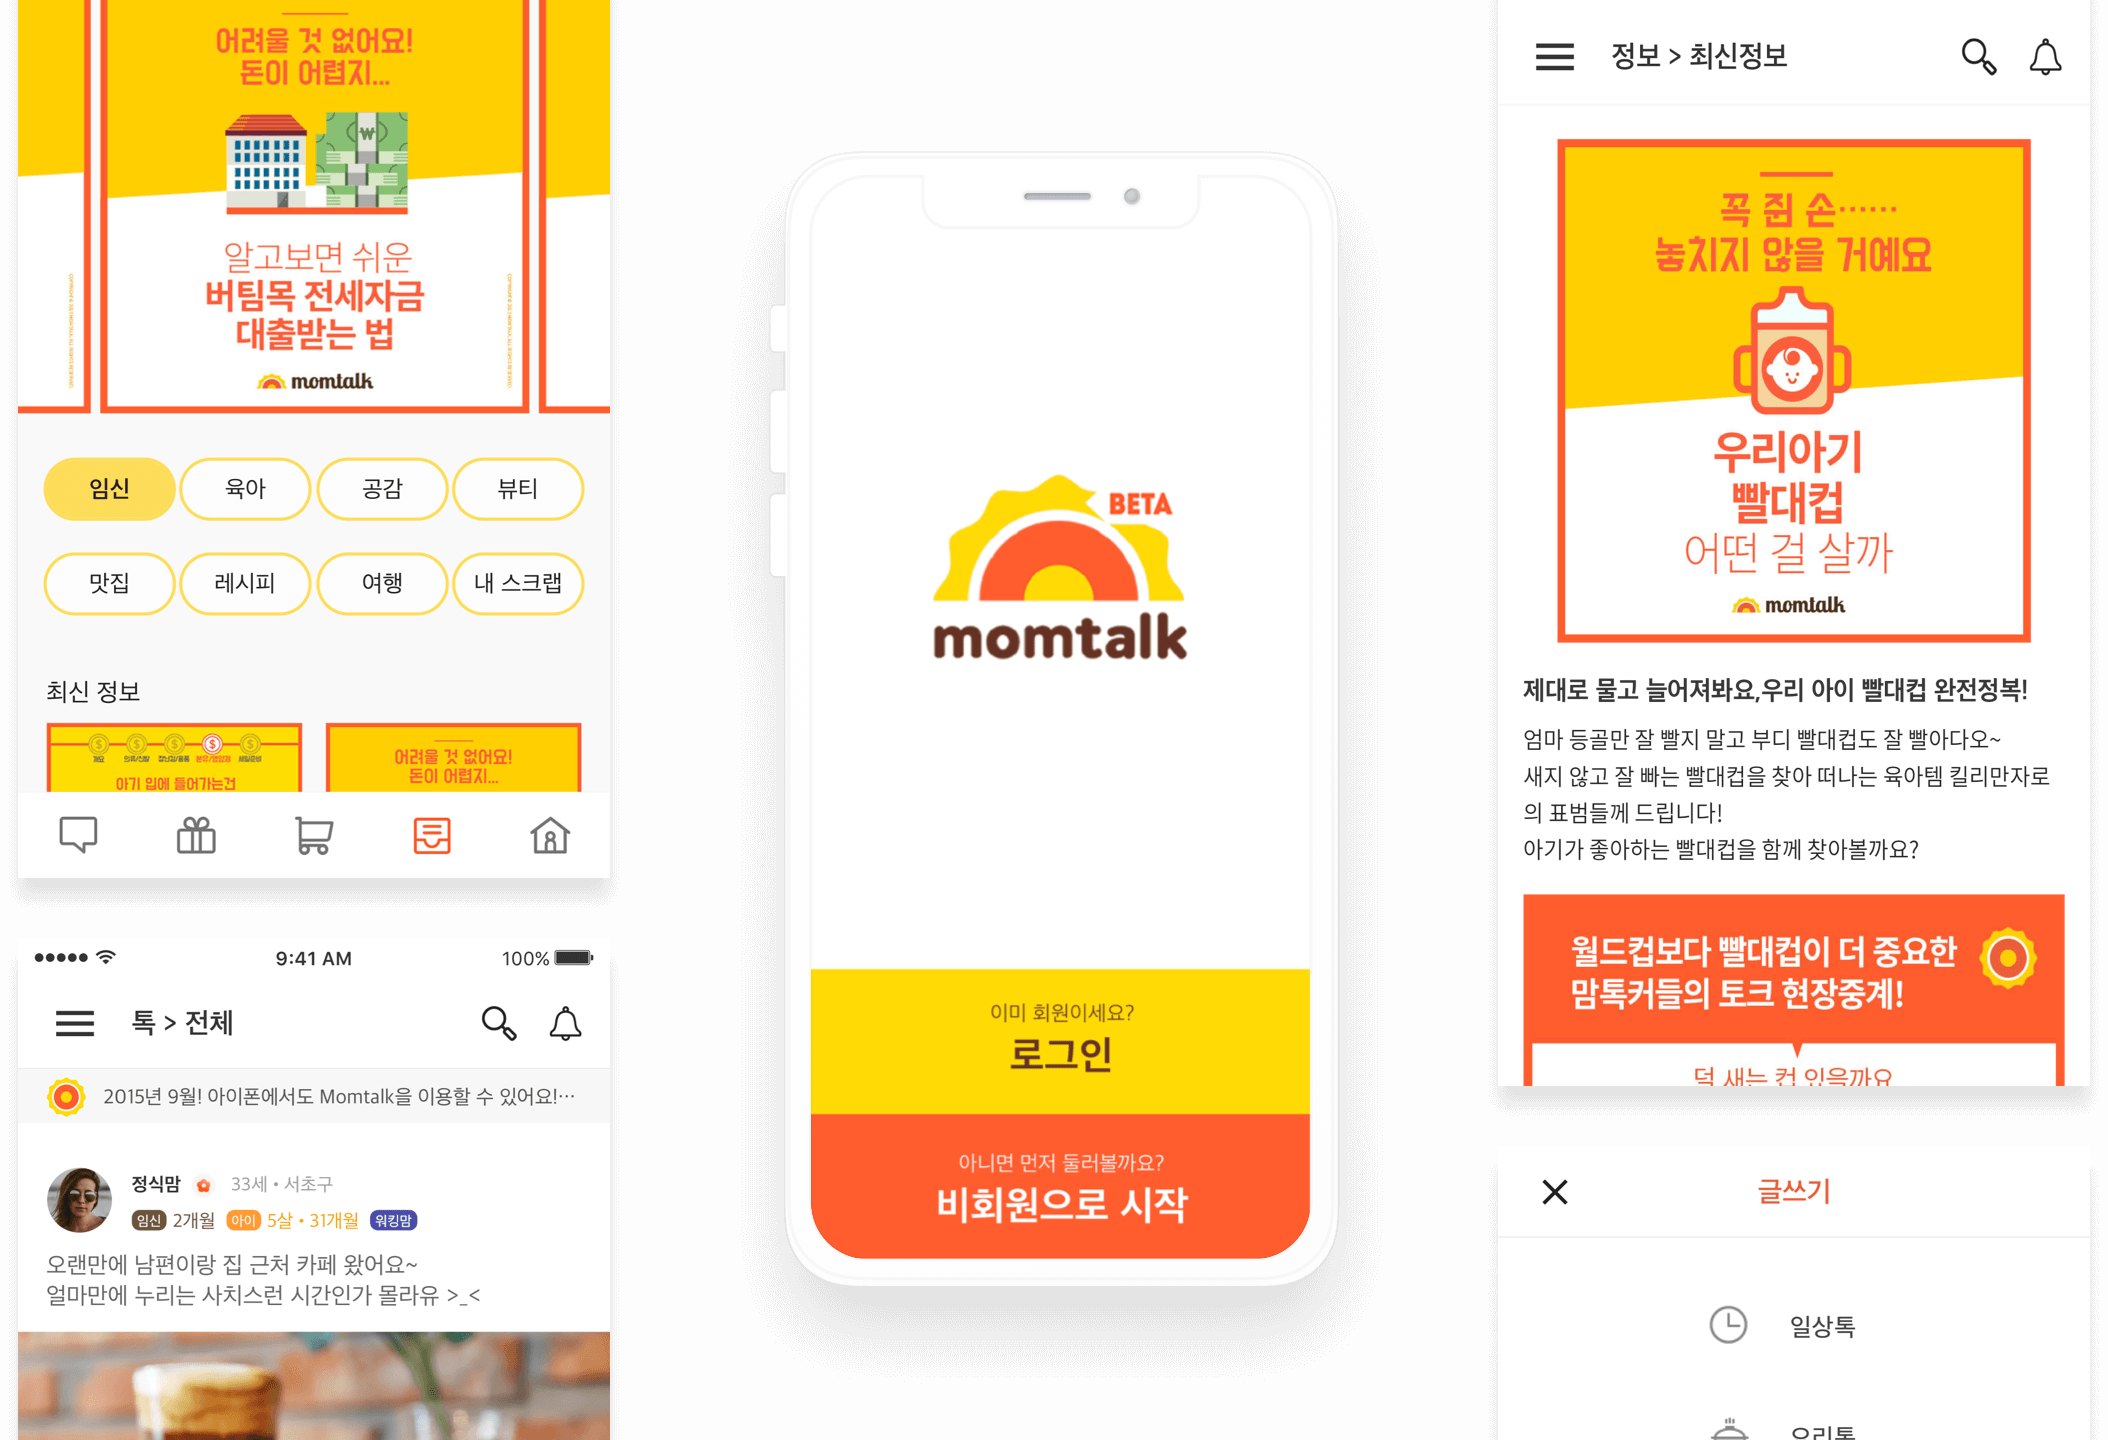 어려울 것 없어요!
돈이 어렵지...
알고보면 쉬운
버팀목 전세자금
대출받는 법
momtalk
임신 육아 공감 뷰티
맛집 레시피 여행 내 스크랩
최신 정보
분유/영양제
아기 입에 들어가는건
어려울 것 없어요!
돈이 어렵지...
9:41 AM 100%
톡 > 전체
2015년 9월! 아이폰에서도 Momtalk을 이용할 수 있어요!···
정식맘 33세 • 서초구
임신 2개월 아이 5살 • 31개월 워킹맘
오랜만에 남편이랑 집 근처 카페 왔어요~
얼마만에 누리는 사치스런 시간인가 몰라유 >_<
BETA
momtalk
이미 회원이세요?
로그인
아니면 먼저 둘러볼까요?
비회원으로 시작
정보 > 최신정보
꼭 쥔 손······
놓치지 않을 거예요
우리아기
빨대컵
어떤 걸 살까
momtalk
제대로 물고 늘어져봐요,우리 아이 빨대컵 완전정복!
엄마 등골만 잘 빨지 말고 부디 빨대컵도 잘 빨아다오~
새지 않고 잘 빠는 빨대컵을 찾아 떠나는 육아템 킬리만자로
의 표범들께 드립니다!
아기가 좋아하는 빨대컵을 함께 찾아볼까요?
월드컵보다 빨대컵이 더 중요한
맘톡커들의 토크 현장중계!
덜 새는 컵 있을까요
글쓰기
일상톡
요리톡